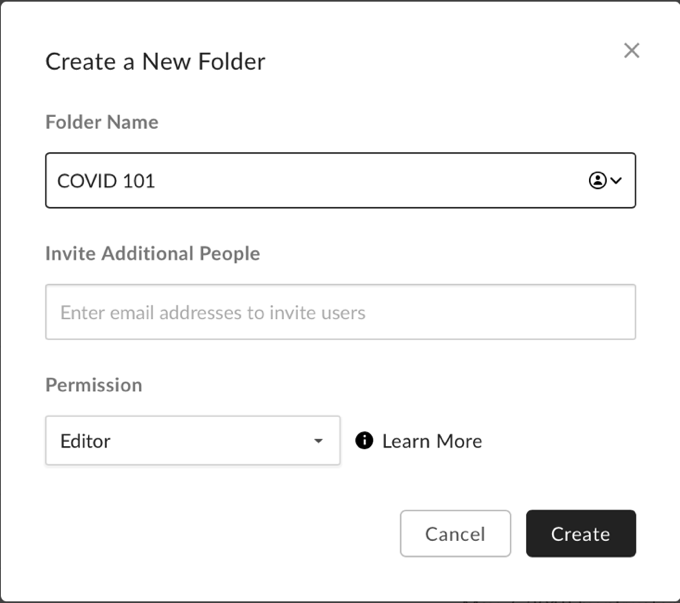 Create a New Folder
Folder Name
COVID 101
Invite Additional People
Enter email addresses to invite users
Permission
Editor
Learn More
Cancel
Create